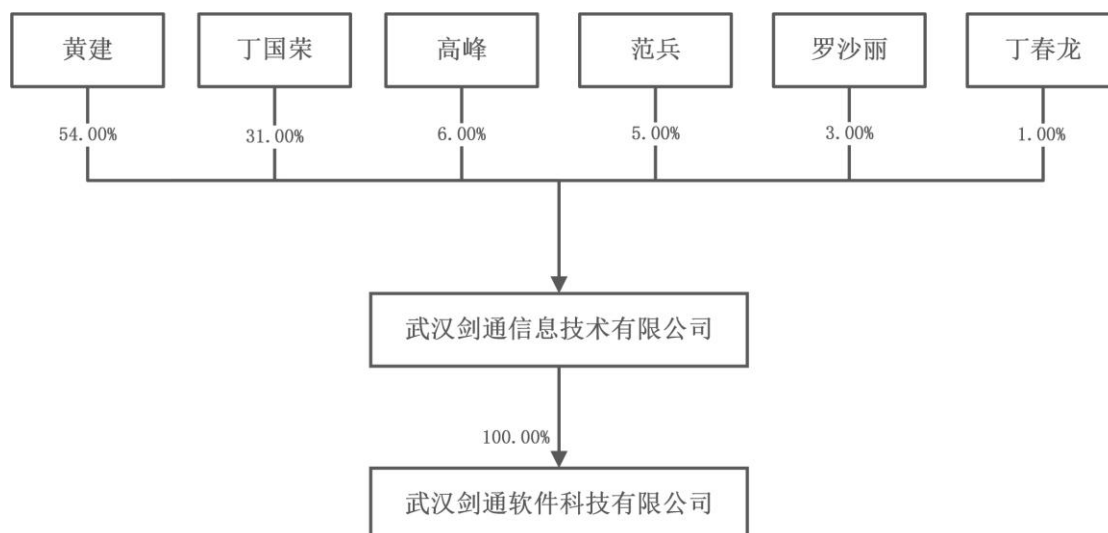 黄建 丁国荣 高峰 范兵 罗沙丽 丁春龙
54.00% 31.00% 6.00% 5.00% 3.00% 1.00%
武汉剑通信息技术有限公司
100.00%
武汉剑通软件科技有限公司